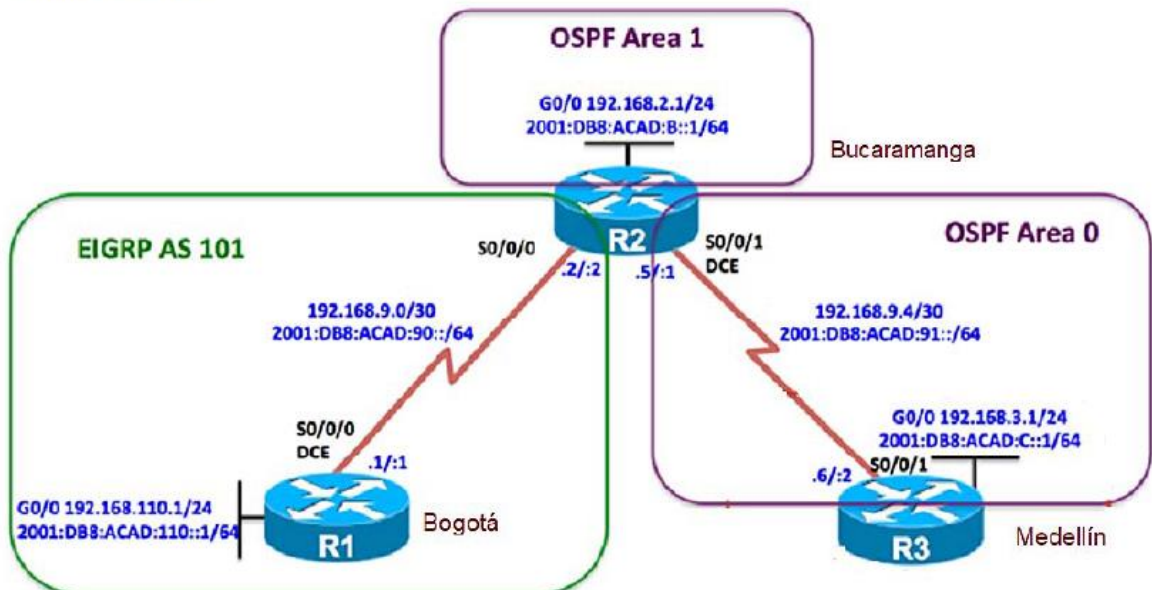 OSPF Area 1
G0/0 192.168.2.1/24
2001:DB8:ACAD:B::1/64
Bucaramanga
EIGRP AS 101
R2
OSPF Area 0
S0/0/0
.2/:2
.5/:1
S0/0/1
DCE
192.168.9.0/30
2001:DB8:ACAD:90::/64
192.168.9.4/30
2001:DB8:ACAD:91::/64
S0/0/0
DCE
.1/:1
G0/0 192.168.3.1/24
2001:DB8:ACAD:C::1/64
.6/:2
S0/0/1
G0/0 192.168.110.1/24
2001:DB8:ACAD:110::1/64
R1
Bogotá
R3
Medellín